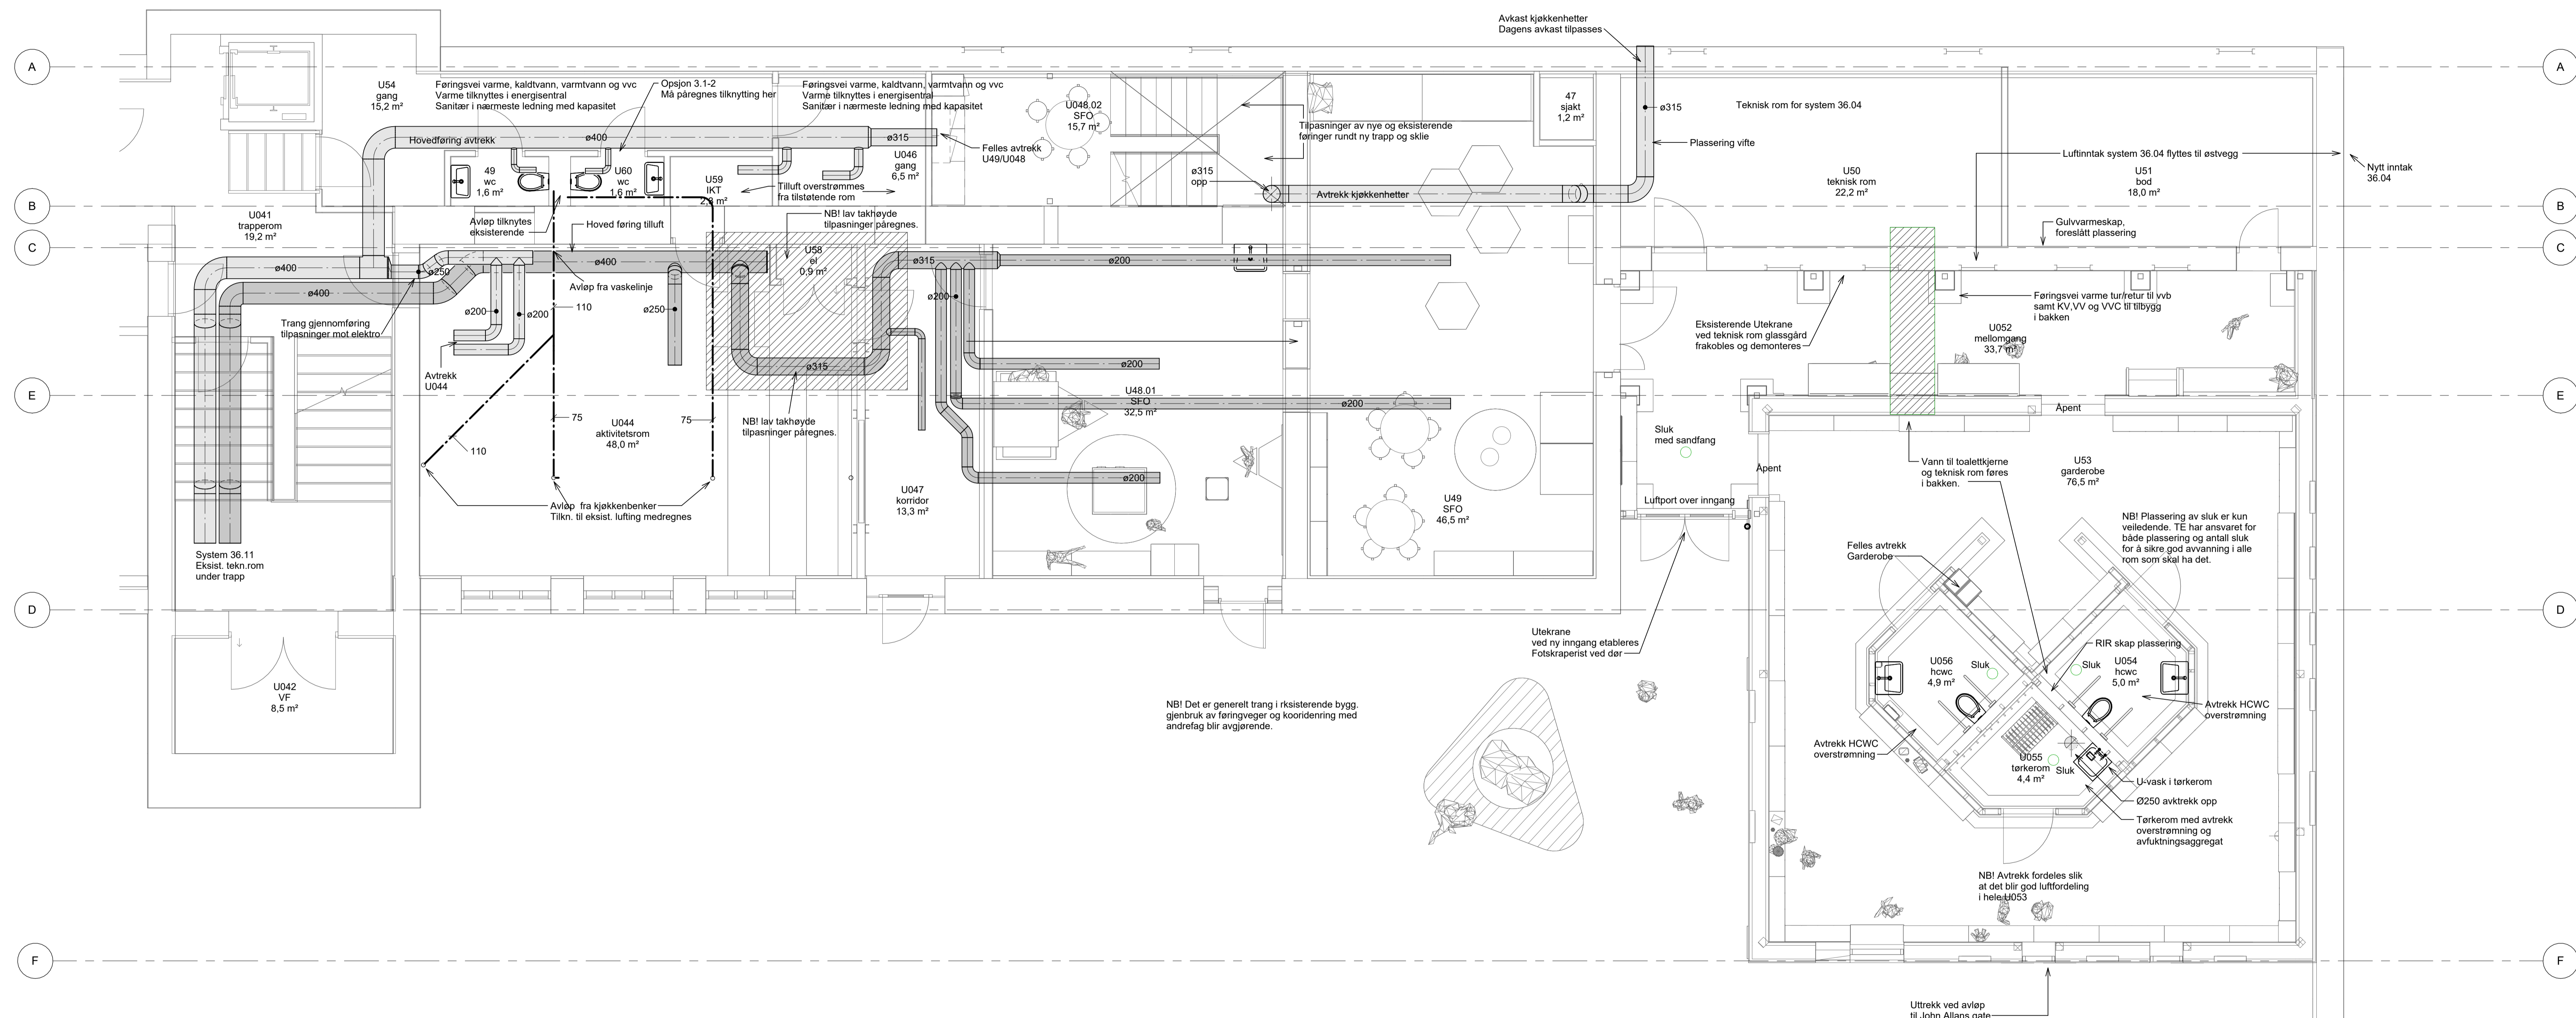 Avkast kjøkkenhetter
Dagens avkast tilpasses
A
A
U54
gang
15,2 m²
Føringsvei varme, kaldtvann, varmtvann og vvc
Varme tilknyttes i energisentral
Sanitær i nærmeste ledning med kapasitet
Opsjon 3.1-2
Må påregnes tilknytting her
Føringsvei varme, kaldtvann, varmtvann og vvc
Varme tilknyttes i energisentral
Sanitær i nærmeste ledning med kapasitet
U048.02
SFO
15,7 m²
47
sjakt
1,2 m²
ø315
Teknisk rom for system 36.04
Tilpasninger av nye og eksisterende
føringer rundt ny trapp og sklie
Hovedføring avtrekk
ø400
ø315
Felles avtrekk
U49/U048
Plassering vifte
Luftinntak system 36.04 flyttes til østvegg
Nytt inntak
36.04
49
wc
1,6 m²
U60
wc
1,6 m²
U59
IKT
2,3 m²
U046
gang
6,5 m²
Tilluft overstrømmes
fra tilstøtende rom
ø315
opp
Avtrekk kjøkkenhetter
U50
teknisk rom
22,2 m²
U51
bod
18,0 m²
B
B
U041
trapperom
19,2 m²
Avløp tilknytes
eksisterende
Hoved føring tilluft
NB! lav takhøyde
tilpasninger påregnes.
Gulvvarmeskap,
foreslått plassering
C
C
U58
el
0,9 m²
ø400
ø250
ø400
ø315
ø200
ø400
Avløp fra vaskelinje
110
ø200
ø200
ø250
ø200
Trang gjennomføring
tilpasninger mot elektro
Føringsvei varme tur/retur til vvb
samt KV,VV og VVC til tilbygg
i bakken
Eksisterende Utekrane
ved teknisk rom glassgård
frakobles og demonteres
U052
mellomgang
33,7 m²
Avtrekk
U044
ø315
ø200
E
E
U48.01
SFO
32,5 m²
ø200
Åpent
75
75
U044
aktivitetsrom
48,0 m²
NB! lav takhøyde
tilpasninger påregnes.
110
Sluk
med sandfang
Åpent
Vann til toalettkjerne
og teknisk rom føres
i bakken.
U53
garderobe
76,5 m²
ø200
Avløp  fra kjøkkenbenker
Tilkn. til eksist. lufting medregnes
U047
korridor
13,3 m²
U49
SFO
46,5 m²
Luftport over inngang
NB! Plassering av sluk er kun
veiledende. TE har ansvaret for
både plassering og antall sluk
for å sikre god avvanning i alle
rom som skal ha det.
System 36.11
Eksist. tekn.rom
under trapp
Felles avtrekk
Garderobe
D
D
Utekrane
ved ny inngang etableres
Fotskraperist ved dør
RIR skap plassering
U056
hcwc
4,9 m²
Sluk
Sluk
U054
hcwc
5,0 m²
U042
VF
8,5 m²
NB! Det er generelt trang i rksisterende bygg.
gjenbruk av føringveger og kooridenring med
andrefag blir avgjørende.
Avtrekk HCWC
overstrømning
Avtrekk HCWC
overstrømning
U055
tørkerom
4,4 m²
Sluk
U-vask i tørkerom
Ø250 avktrekk opp
Tørkerom med avtrekk
overstrømning og
avfuktningsaggregat
NB! Avtrekk fordeles slik
at det blir god luftfordeling
i hele U053
F
F
Uttrekk ved avløp
til John Allans gate